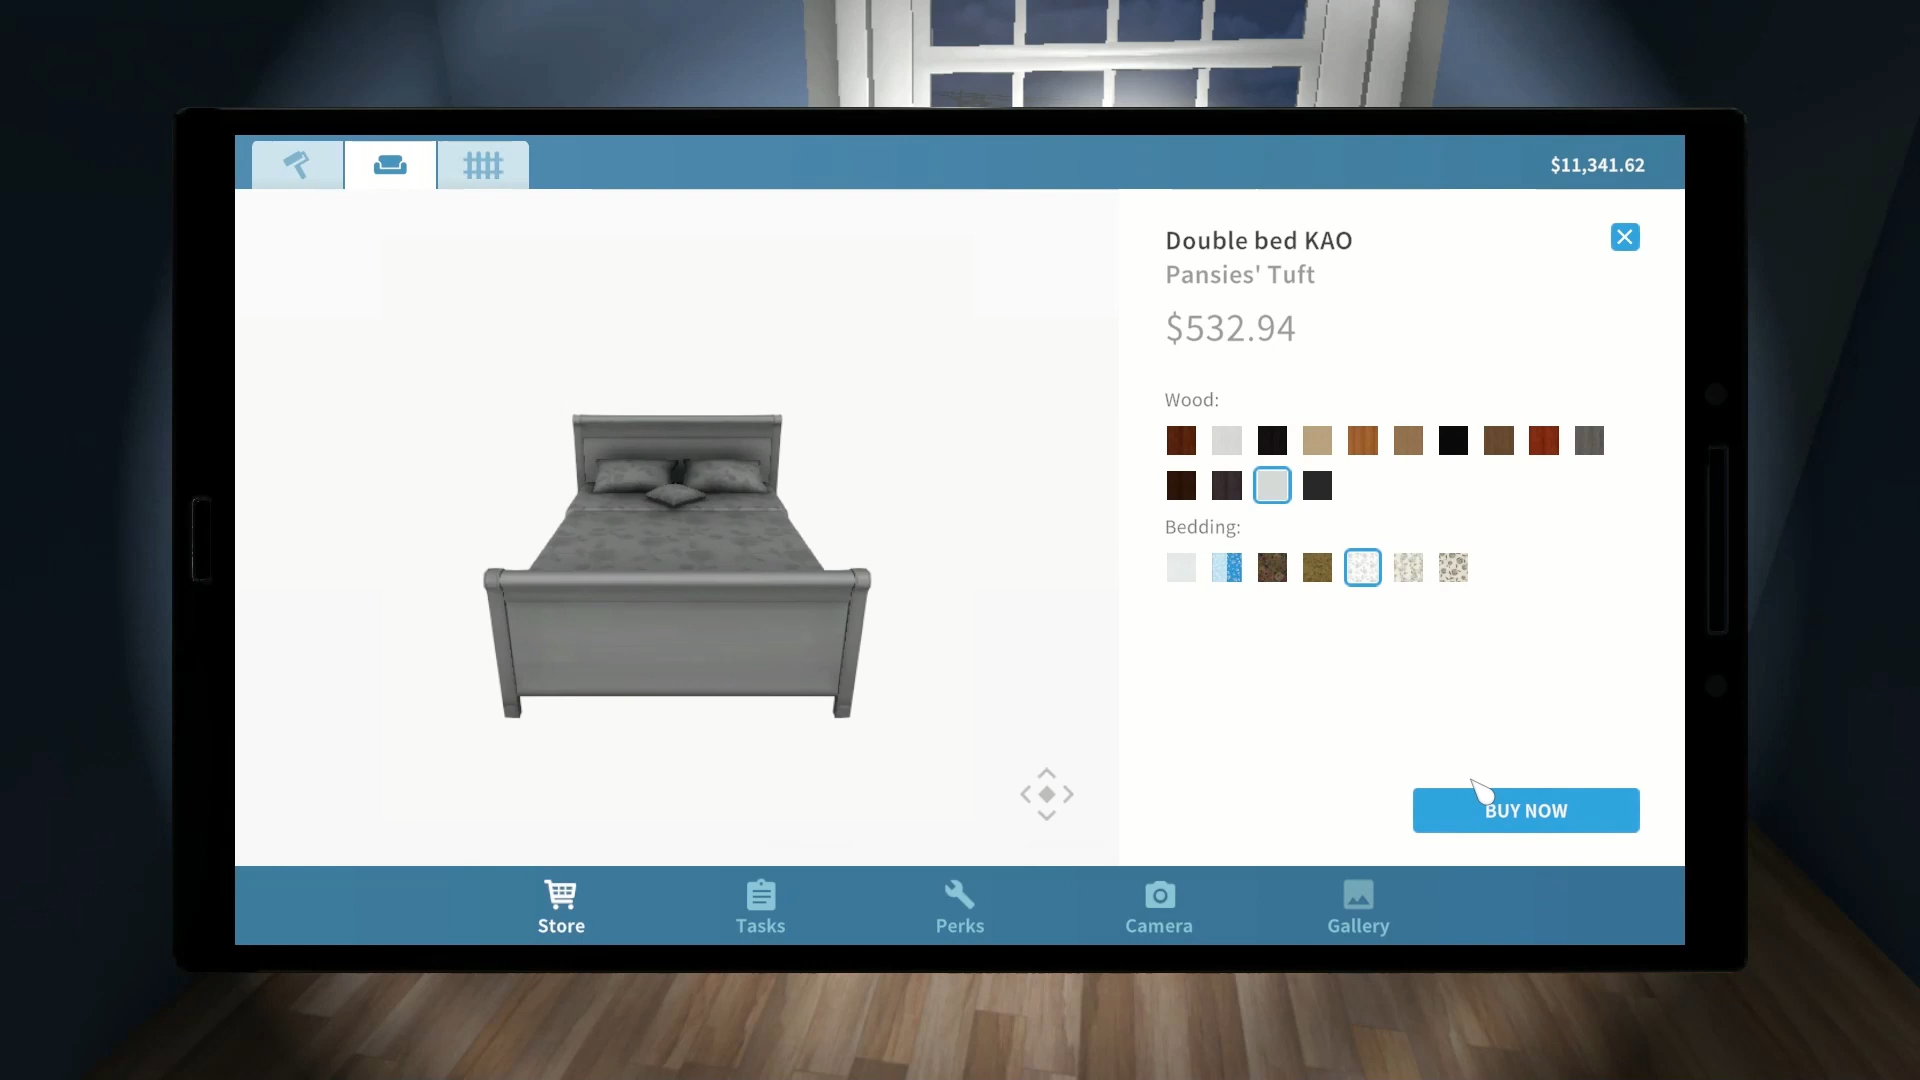 $11,341.62
Double bed KAO
Pansies' Tuft
$532.94
Wood:
Bedding:
BUY NOW
Store
Tasks
Perks
Camera
Gallery